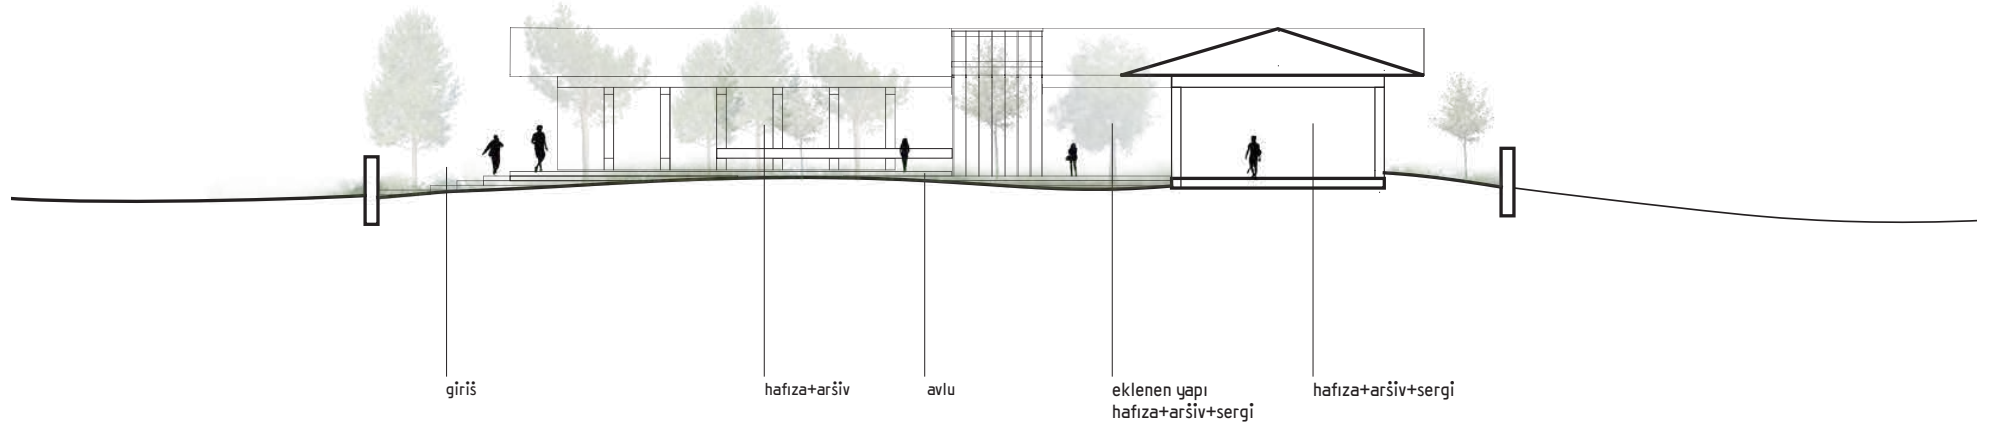 giriš
hafıza+aršiv
avlu
eklenen yapı
hafıza+aršiv+sergi
hafıza+aršiv+sergi